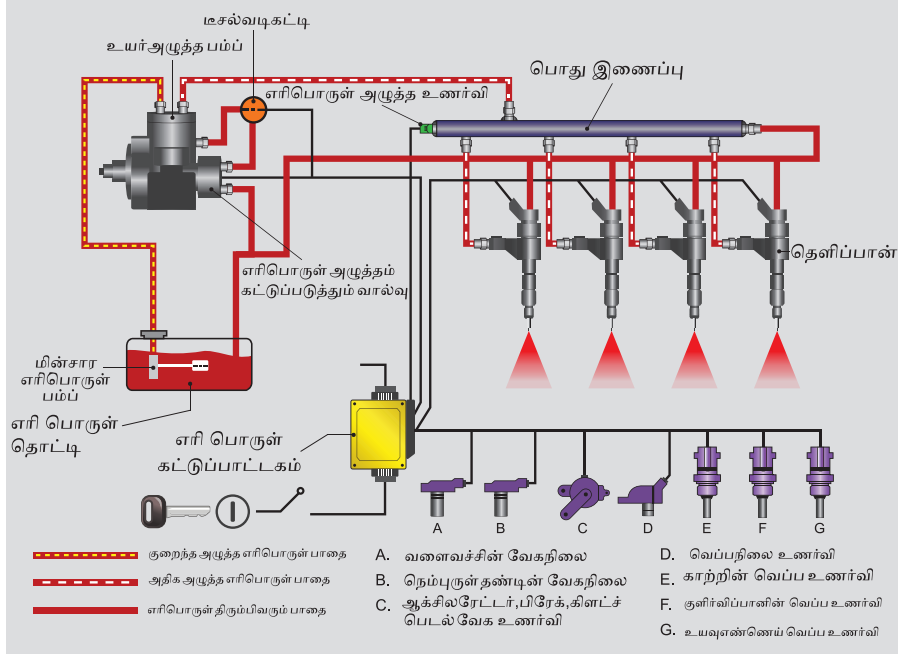 டீசல்வடிகட்டி
உயர்அழுத்த பம்ப்
பொது இணைப்பு
எரிபொருள் அழுத்த உணர்வி
தெளிப்பான்
எரிபொருள் அழுத்தம்
கட்டுப்படுத்தும் வால்வு
மின்சார
எரிபொருள்
பம்ப்
எரி பொருள்
தொட்டி
எரி பொருள்
கட்டுப்பாட்டகம்
A B C D E F G
குறைந்த அழுத்த எரிபொருள் பாதை
அதிக அழுத்த எரிபொருள் பாதை
எரிபொருள் திரும்பிவரும் பாதை
A. வளைவச்சின் வேகநிலை
B. நெம்புருள்தண்டின் வேகநிலை
C. ஆக்சிலரேட்டர்,பிரேக்,கிளட்ச்
பெடல் வேக உணர்வி
D. வெப்பநிலை உணர்வி
E. காற்றின் வெப்ப உணர்வி
F. குளிர்விப்பானின் வெப்ப உணர்வி
G. உயவுஎண்ணெய் வெப்ப உணர்வி